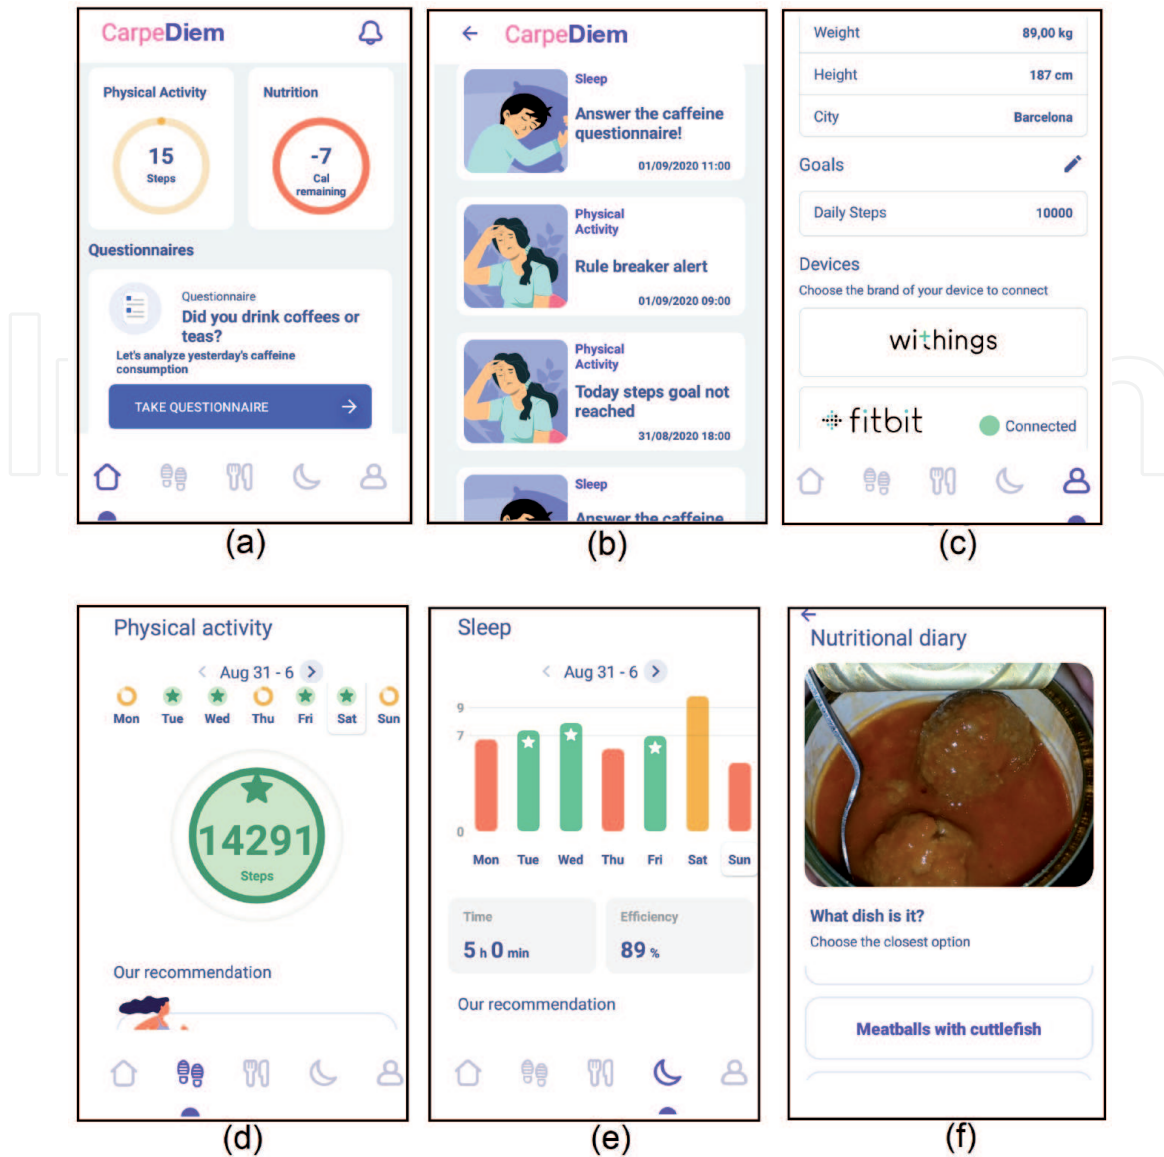 CarpeDiem
Physical Activity
Nutrition
15
Steps
-7
Cal
remaining
Questionnaires
Questionnaire
Did you drink coffees or
teas?
Let's analyze yesterday's caffeine
consumption
TAKE QUESTIONNAIRE
(a)
CarpeDiem
Sleep
Answer the caffeine
questionnaire!
01/09/2020 11:00
Physical
Activity
Rule breaker alert
01/09/2020 09:00
Physical
Activity
Today steps goal not
reached
31/08/2020 18:00
Sleep
Answer the caffeine
(b)
Weight 89,00 kg
Height 187 cm
City Barcelona
Goals
Daily Steps 10000
Devices
Choose the brand of your device to connect
withings
fitbit Connected
(c)
Physical activity
Aug 31 - 6
Mon Tue Wed Thu Fri Sat Sun
14291
Steps
Our recommendation
(d)
Sleep
Aug 31 - 6
9
7
0
Mon Tue Wed Thu Fri Sat Sun
Time
5 h 0 min
Efficiency
89 %
Our recommendation
(e)
Nutritional diary
What dish is it?
Choose the closest option
Meatballs with cuttlefish
(f)